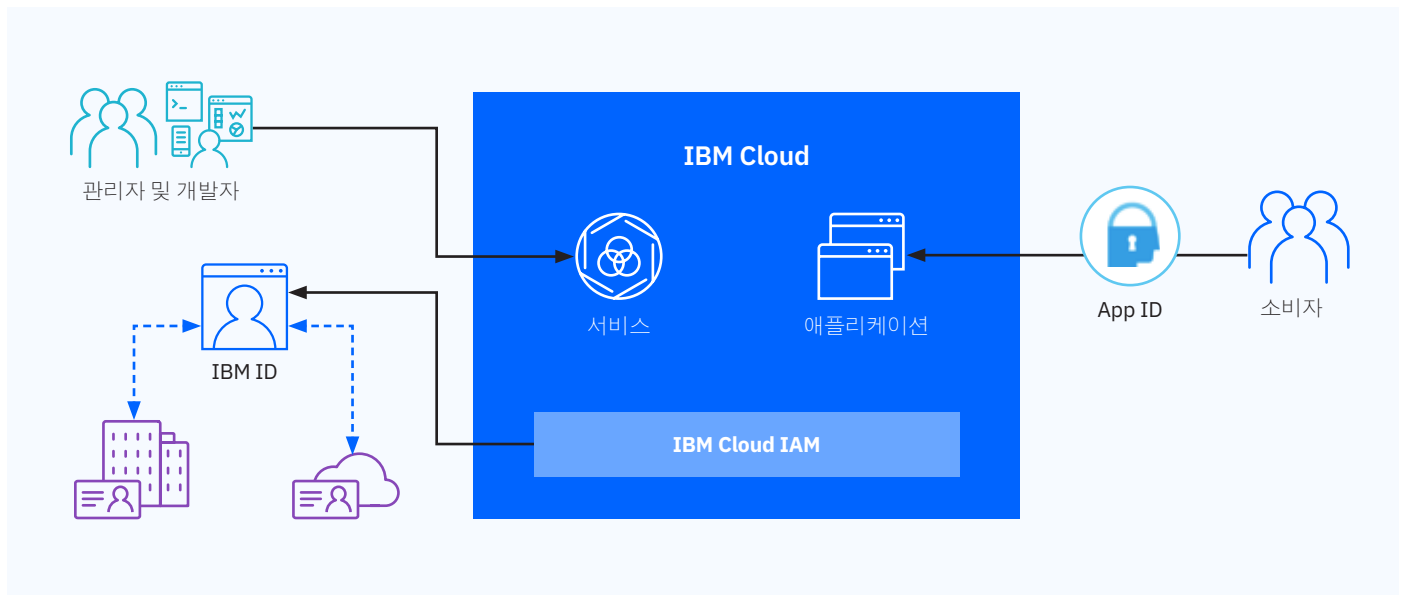 관리자 및 개발자
IBM ID
IBM Cloud
서비스
애플리케이션
IBM Cloud IAM
App ID
소비자